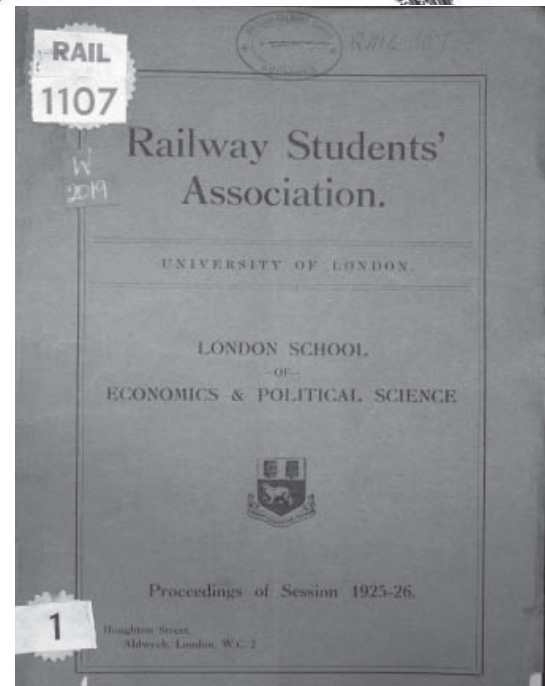 RAIL
1107
W
2019
Railway Students'
Association.
UNIVERSITY OF LONDON.
LONDON SCHOOL
-OF-
ECONOMICS & POLITICAL SCIENCE
Proceedings of Session 1925-26.
1
Houghton Street,
Aldwych, London, W.C. 2